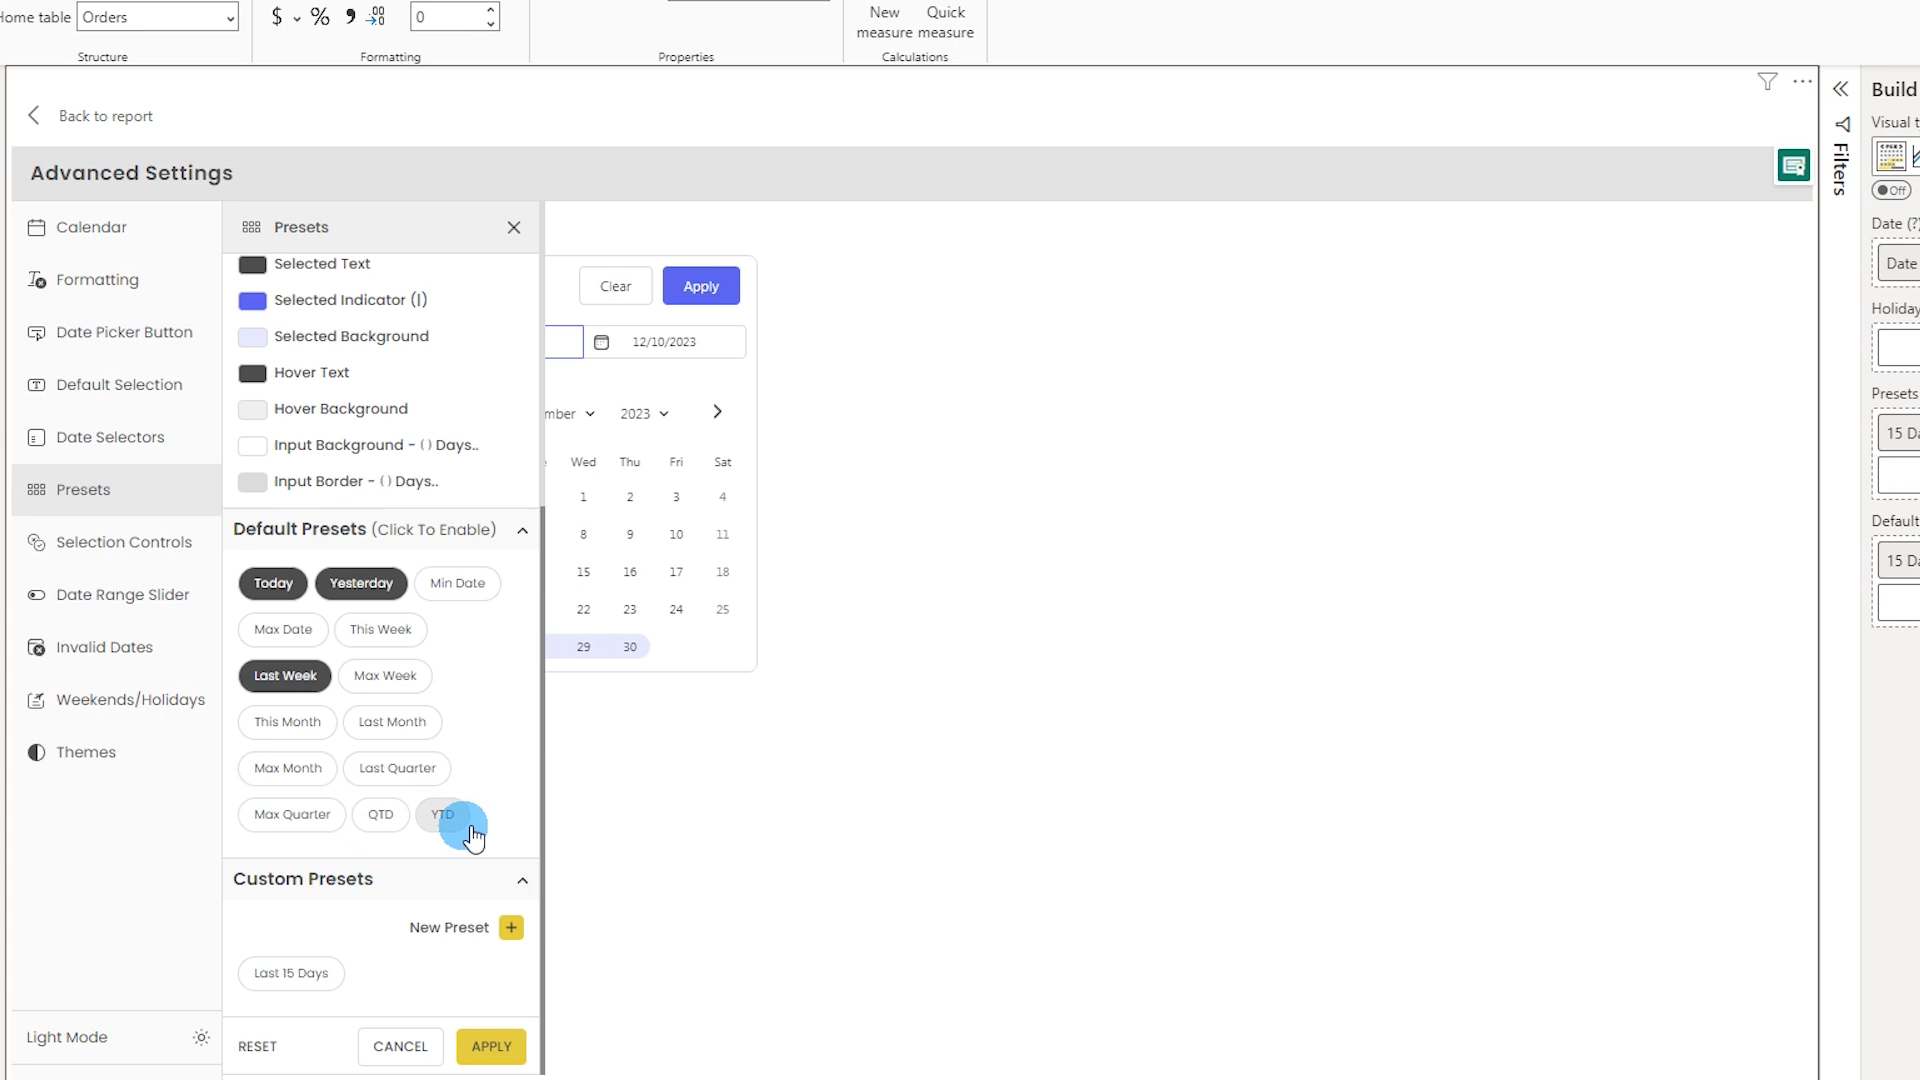 Home table Orders
$ % 0
New Quick
measure measure
Structure
Formatting
Properties
Calculations
Back to report
Advanced Settings
Calendar
Formatting
Date Picker Button
Default Selection
Date Selectors
Presets
Selection Controls
Date Range Slider
Invalid Dates
Weekends/Holidays
Themes
Light Mode
Presets
Selected Text
Selected Indicator (|)
Selected Background
Hover Text
Hover Background
Input Background - ( ) Days..
Input Border - ( ) Days..
Default Presets (Click To Enable)
Today Yesterday Min Date
Max Date This Week
Last Week Max Week
This Month Last Month
Max Month Last Quarter
Max Quarter QTD YTD
Custom Presets
New Preset +
Last 15 Days
RESET CANCEL APPLY
Clear Apply
12/10/2023
mber 2023
Wed Thu Fri Sat
1 2 3 4
8 9 10 11
15 16 17 18
22 23 24 25
29 30
Filters
Build
Visual t
Off
Date (?)
Date
Holiday
Presets
15 Da
Default
15 Da